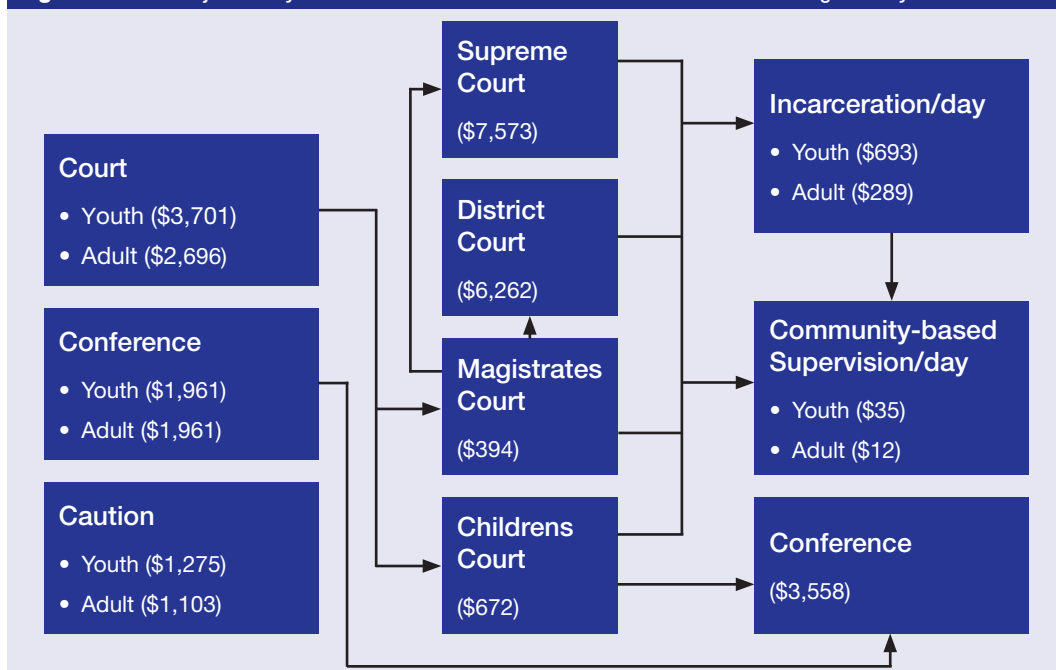 Court
• Youth ($3,701)
• Adult ($2,696)
Conference
• Youth ($1,961)
• Adult ($1,961)
Caution
• Youth ($1,275)
• Adult ($1,103)
Supreme
Court
($7,573)
District
Court
($6,262)
Magistrates
Court
($394)
Childrens
Court
($672)
Incarceration/day
• Youth ($693)
• Adult ($289)
Community-based
Supervision/day
• Youth ($35)
• Adult ($12)
Conference
($3,558)